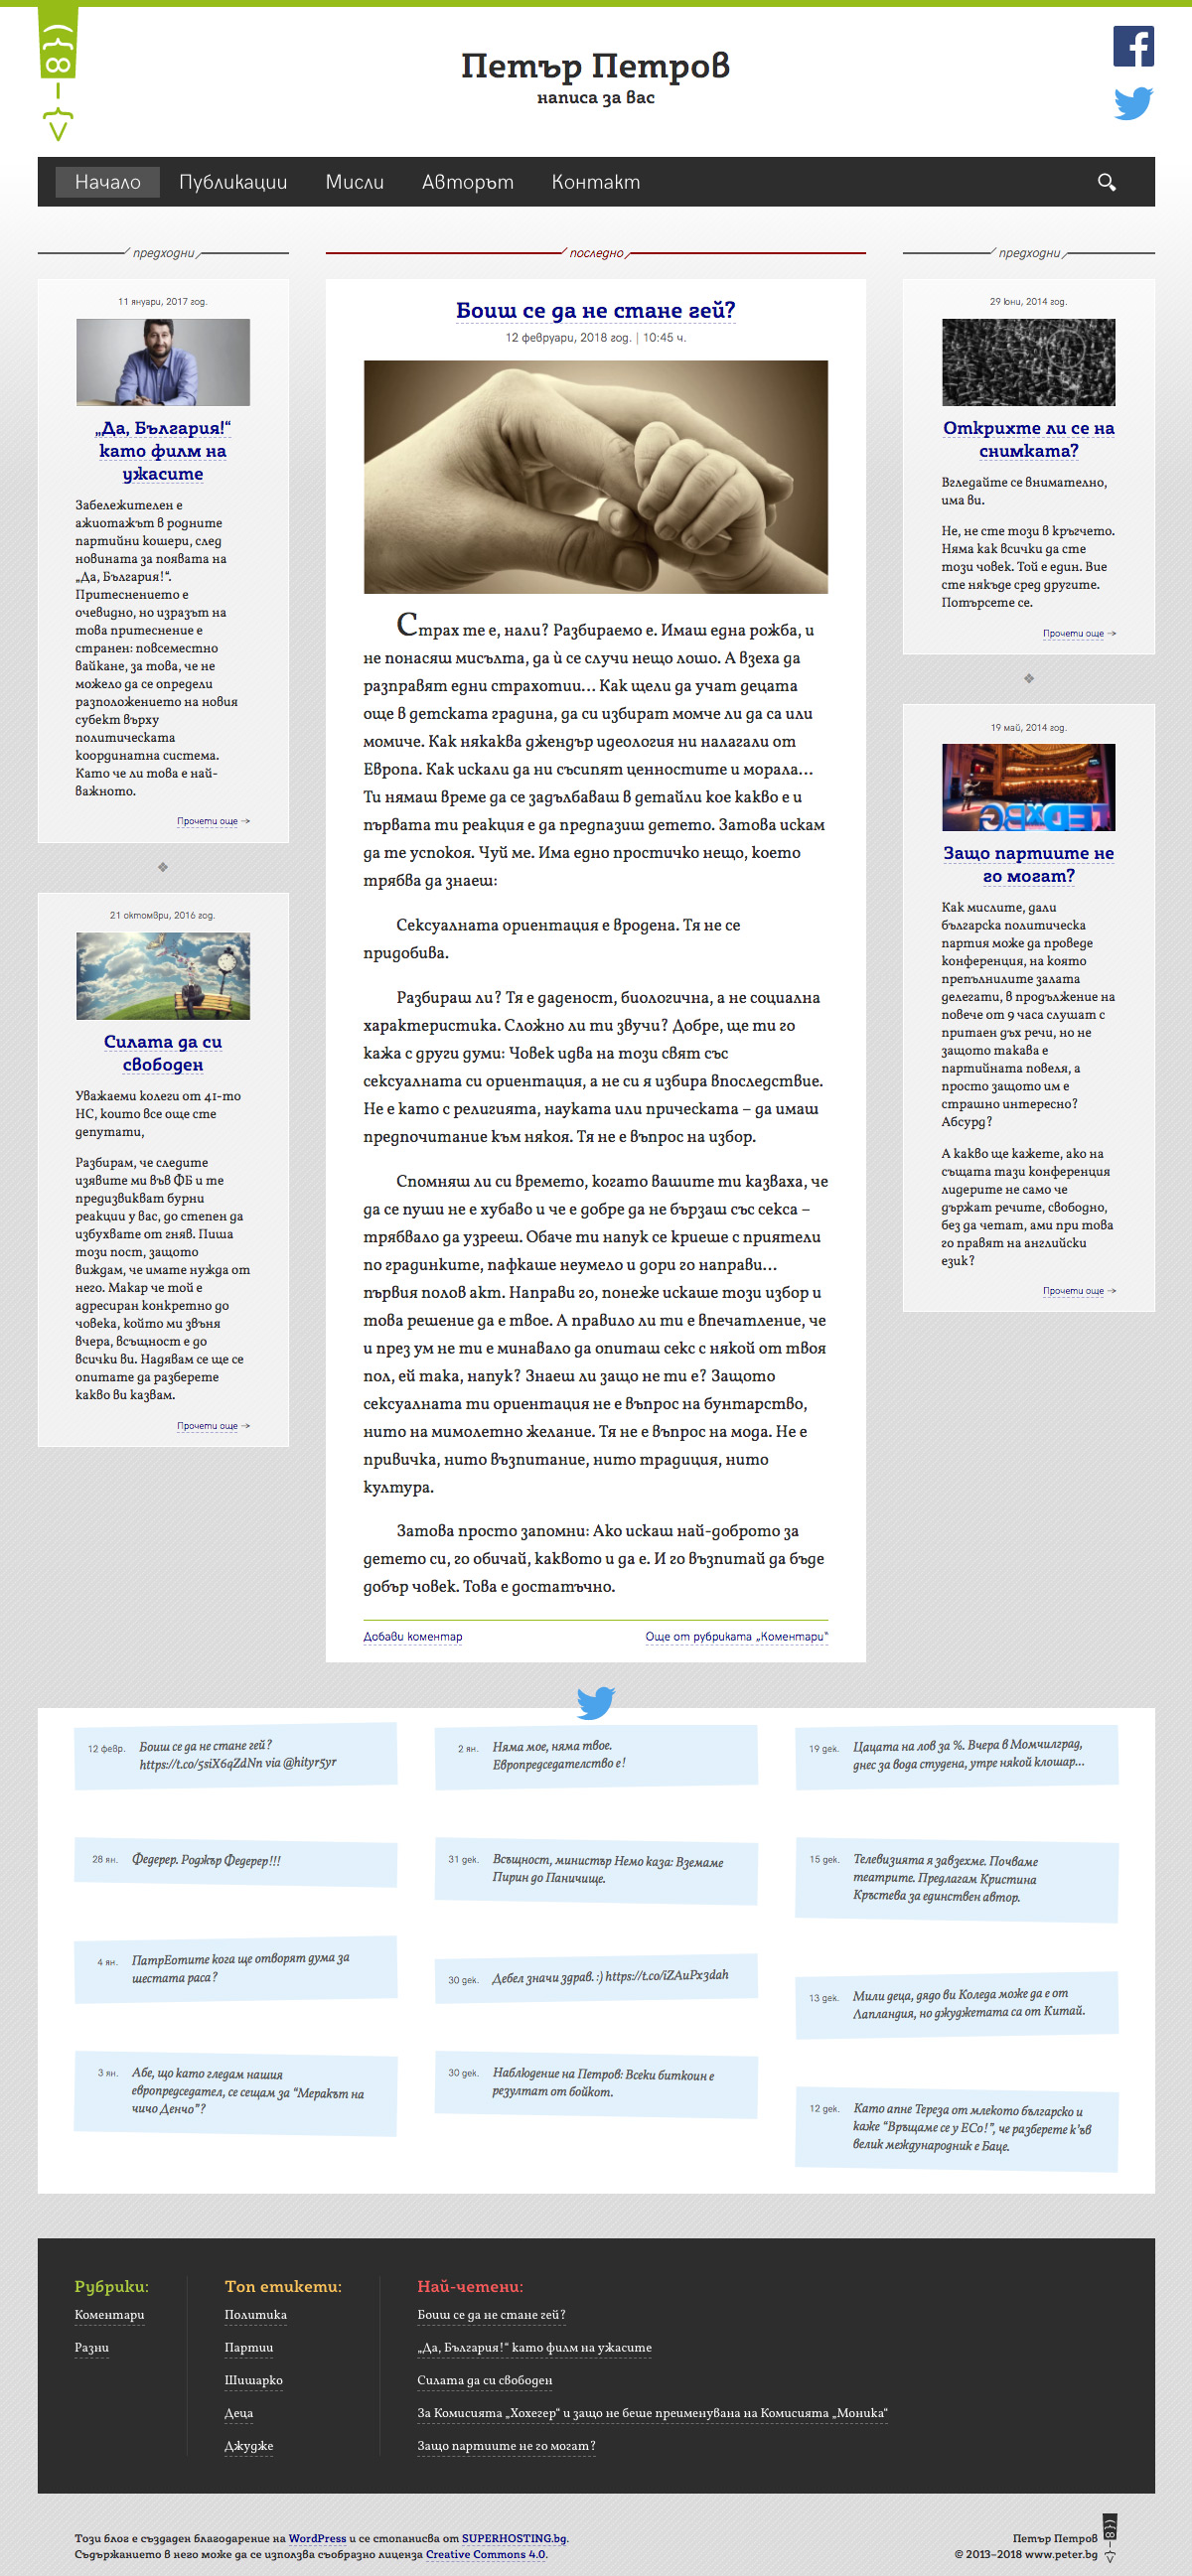 Петър Петров
написа за вас
Начало Публикации Мисли Авторът Контакт
предходни
11 януари, 2017 год.
„Да, България!“
като филм на
ужасите
Забележителен е
ажиотажът в родните
партийни кошери, след
новината за появата на
„Да, България!“.
Притеснението е
очевидно, но изразът на
това притеснение е
странен: повсеместно
вайкане, за това, че не
можело да се определи
разположението на новия
субект върху
политическата
координатна система.
Като че ли това е най-
важното.
Прочети още →
21 октомври, 2016 год.
Силата да си
свободен
Уважаеми колеги от 41-то
НС, които все още сте
депутати,
Разбирам, че следите
изявите ми във ФБ и те
предизвикват бурни
реакции у вас, до степен да
избухвате от гняв. Пиша
този пост, защото
виждам, че имате нужда от
него. Макар че той е
адресиран конкретно до
човека, който ми звъня
вчера, всъщност е до
всички ви. Надявам се ще се
опитате да разберете
какво ви казвам.
Прочети още →
последно
Боиш се да не стане гей?
12 февруари, 2018 год. | 10:45 ч.
Страх те е, нали? Разбираемо е. Имаш една рожба, и
не понасяш мисълта, да ѝ се случи нещо лошо. А взеха да
разправят едни страхотии… Как щели да учат децата
още в детската градина, да си избират момче ли да са или
момиче. Как някаква джендър идеология ни налагали от
Европа. Как искали да ни съсипят ценностите и морала…
Ти нямаш време да се задълбаваш в детайли кое какво е и
първата ти реакция е да предпазиш детето. Затова искам
да те успокоя. Чуй ме. Има едно простичко нещо, което
трябва да знаеш:
Сексуалната ориентация е вродена. Тя не се
придобива.
Разбираш ли? Тя е даденост, биологична, а не социална
характеристика. Сложно ли ти звучи? Добре, ще ти го
кажа с други думи: Човек идва на този свят със
сексуалната си ориентация, а не си я избира впоследствие.
Не е като с религията, науката или прическата – да имаш
предпочитание към някоя. Тя не е въпрос на избор.
Спомняш ли си времето, когато вашите ти казваха, че
да се пуши не е хубаво и че е добре да не бързаш със секса –
трябвало да узрееш. Обаче ти напук се криеше с приятели
по градинките, пафкаше неумело и дори го направи…
първия полов акт. Направи го, понеже искаше този избор и
това решение да е твое. А правило ли ти е впечатление, че
и през ум не ти е минавало да опиташ секс с някой от твоя
пол, ей така, напук? Знаеш ли защо не ти е? Защото
сексуалната ти ориентация не е въпрос на бунтарство,
нито на мимолетно желание. Тя не е въпрос на мода. Не е
привичка, нито възпитание, нито традиция, нито
култура.
Затова просто запомни: Ако искаш най-доброто за
детето си, го обичай, каквото и да е. И го възпитай да бъде
добър човек. Това е достатъчно.
Добави коментар Още от рубриката „Коментари“
предходни
29 юни, 2014 год.
Открихте ли се на
снимката?
Вгледайте се внимателно,
има ви.
Не, не сте този в кръгчето.
Няма как всички да сте
този човек. Той е един. Вие
сте някъде сред другите.
Потърсете се.
Прочети още →
19 май, 2014 год.
Защо партиите не
го могат?
Как мислите, дали
българска политическа
партия може да проведе
конференция, на която
препълнилите залата
делегати, в продължение на
повече от 9 часа слушат с
притаен дъх речи, но не
защото такава е
партийната повеля, а
просто защото им е
страшно интересно?
Абсурд?
А какво ще кажете, ако на
същата тази конференция
лидерите не само че
държат речите, свободно,
без да четат, ами при това
го правят на английски
език?
Прочети още →
12 февр. Боиш се да не стане гей?
https://t.co/5siX6qZdNn via @hityr5yr
28 ян. Федерер. Роджър Федерер!!!
4 ян. ПатрЕотите кога ще отворят дума за
шестата раса?
3 ян. Абе, що като гледам нашия
европредседател, се сещам за “Меракът на
чичо Денчо”?
2 ян. Няма мое, няма твое.
Европредседателство е!
31 дек. Всъщност, министър Немо каза: Вземаме
Пирин до Паничище.
30 дек. Дебел значи здрав. :) https://t.co/iZAuPx3dah
30 дек. Наблюдение на Петров: Всеки биткоин е
резултат от бойкот.
19 дек. Цацата на лов за %. Вчера в Момчилград,
днес за вода студена, утре някой клошар…
15 дек. Телевизията я завзехме. Почваме
театрите. Предлагам Кристина
Кръстева за единствен автор.
13 дек. Мили деца, дядо ви Коледа може да е от
Лапландия, но джуджетата са от Китай.
12 дек. Като апне Тереза от млекото българско и
каже “Връщаме се у ЕСо!”, че разберете к’ъв
велик международник е Баце.
Рубрики:
Коментари
Разни
Топ етикети:
Политика
Партии
Шишарко
Деца
Джудже
Най-четени:
Боиш се да не стане гей?
„Да, България!“ като филм на ужасите
Силата да си свободен
За Комисията „Хохегер“ и защо не беше преименувана на Комисията „Моника“
Защо партиите не го могат?
Този блог е създаден благодарение на WordPress и се стопанисва от SUPERHOSTING.bg.
Съдържанието в него може да се използва съобразно лиценза Creative Commons 4.0.
Петър Петров
© 2013–2018 www.peter.bg